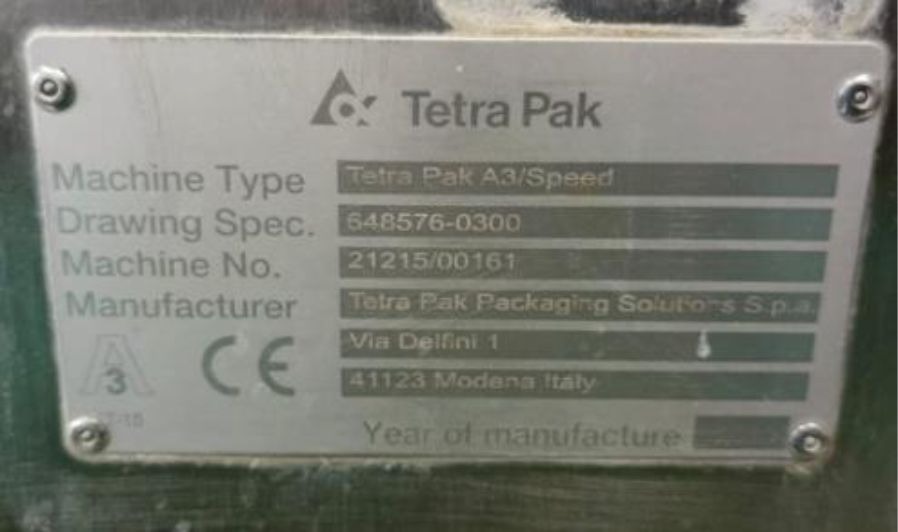 Tetra Pak
Machine Type Tetra Pak A3/Speed
Drawing Spec. 648576-0300
Machine No. 21215/00161
Manufacturer Tetra Pak Packaging Solutions S.p.a.
Via Delfini 1
3 A CE
41123 Modena Italy
Year of manufacture